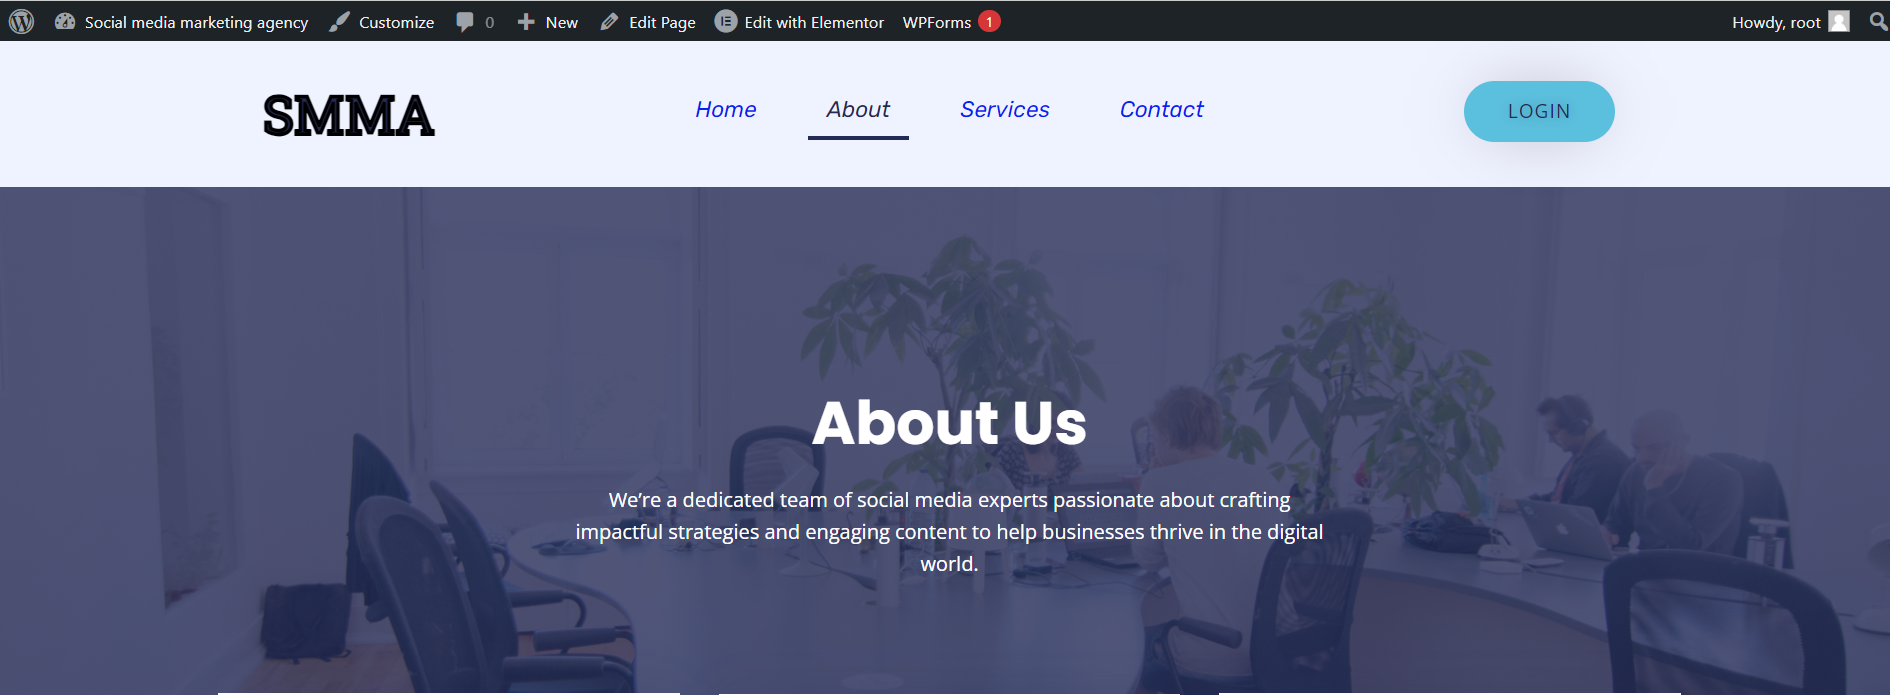 Social media marketing agency Customize 0 New Edit Page Edit with Elementor WPForms 1 Howdy, root
SMMA Home About Services Contact LOGIN
About Us
We’re a dedicated team of social media experts passionate about crafting
impactful strategies and engaging content to help businesses thrive in the digital
world.